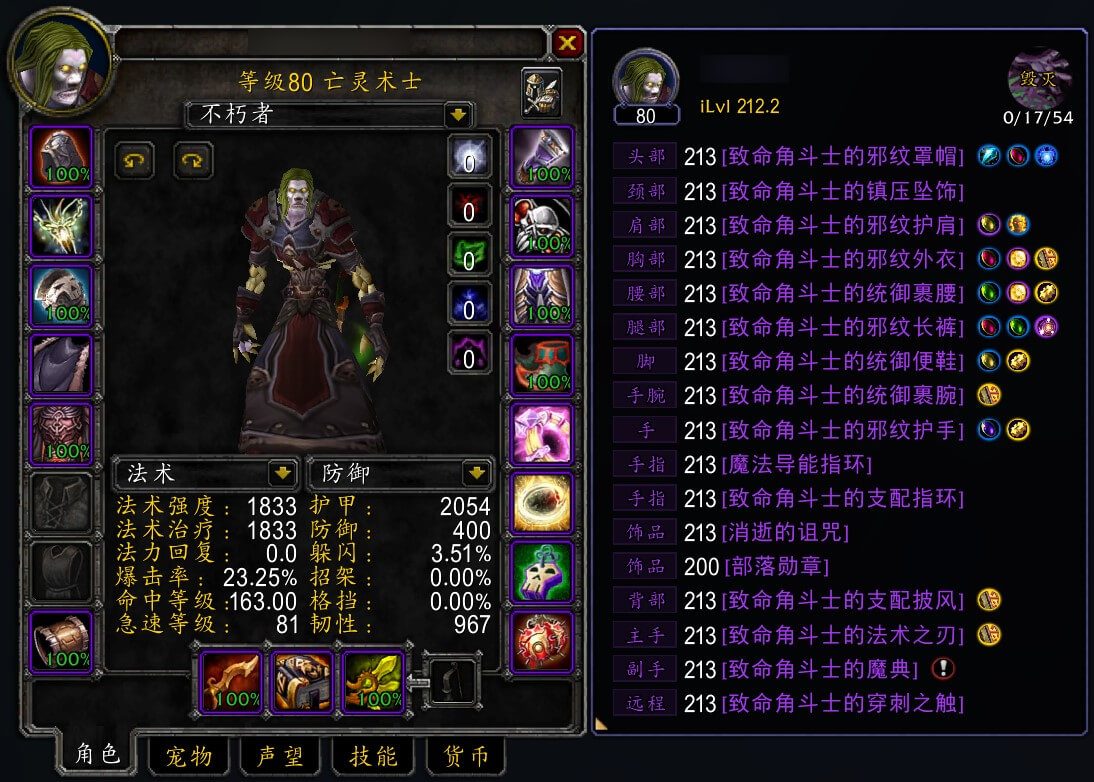 等级80 亡灵术士
不朽者
100%
100%
100%
100%
100%
100%
100%
100%
0
0
0
0
0
法术
防御
法术强度：1833 护甲：2054
法术治疗：1833 防御：400
法力回复：0.0 躲闪：3.51%
爆击率：23.25% 招架：0.00%
命中等级：163.00 格挡：0.00%
急速等级：81 韧性：967
100%
100%
角色 宠物 声望 技能 货币
80
iLvl 212.2
毁灭
0/17/54
头部 213 [致命角斗士的邪纹罩帽]
颈部 213 [致命角斗士的镇压坠饰]
肩部 213 [致命角斗士的邪纹护肩]
胸部 213 [致命角斗士的邪纹外衣]
腰部 213 [致命角斗士的统御裹腰]
腿部 213 [致命角斗士的邪纹长裤]
脚 213 [致命角斗士的统御便鞋]
手腕 213 [致命角斗士的统御裹腕]
手 213 [致命角斗士的邪纹护手]
手指 213 [魔法导能指环]
手指 213 [致命角斗士的支配指环]
饰品 213 [消逝的诅咒]
饰品 200 [部落勋章]
背部 213 [致命角斗士的支配披风]
主手 213 [致命角斗士的法术之刃]
副手 213 [致命角斗士的魔典] !
远程 213 [致命角斗士的穿刺之触]